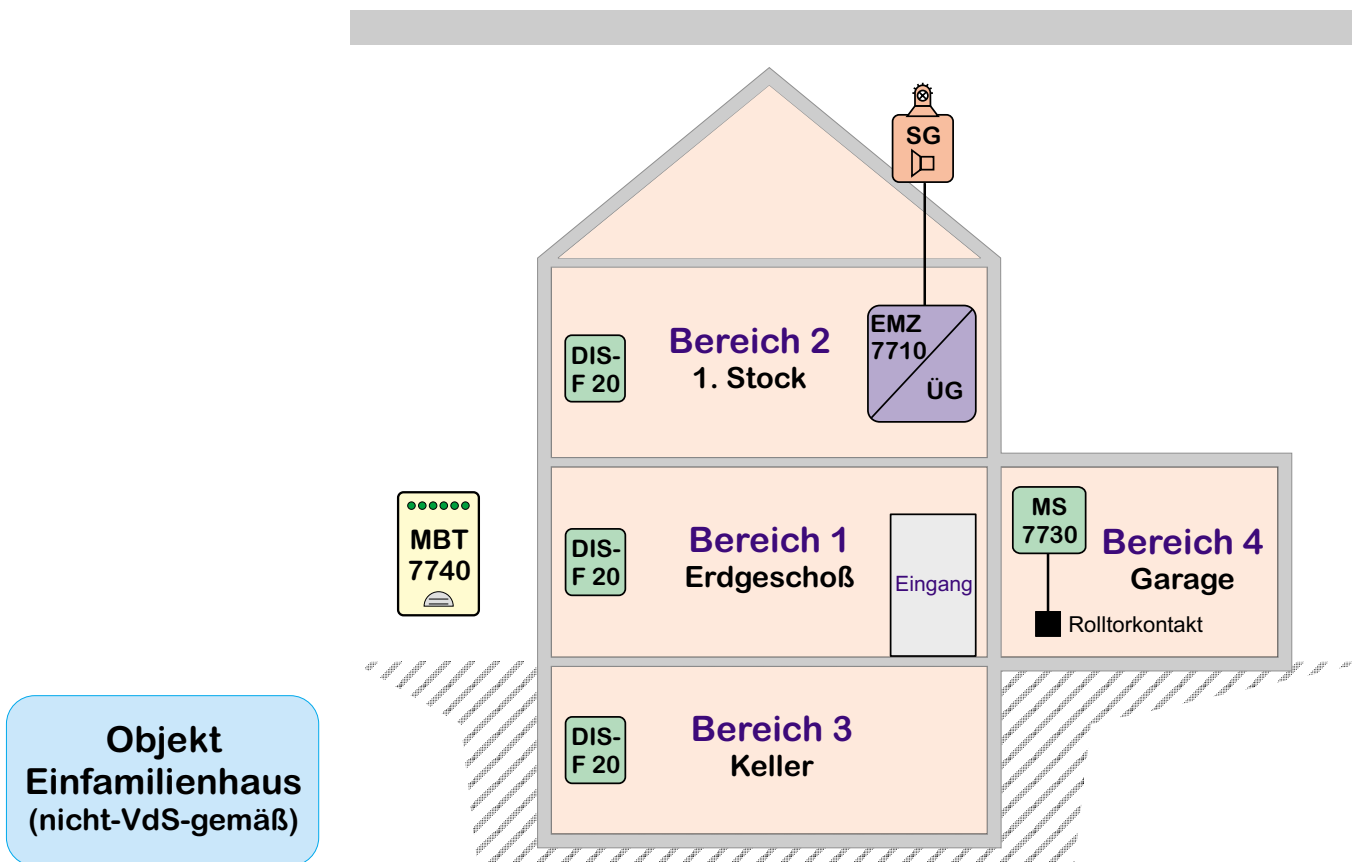 SG
EMZ
7710
ÜG
DIS-
F 20
Bereich 2
1. Stock
MBT
7740
DIS-
F 20
Bereich 1
Erdgeschoß
Eingang
MS
7730
Bereich 4
Garage
Rolltorkontakt
DIS-
F 20
Bereich 3
Keller
Objekt
Einfamilienhaus
(nicht-VdS-gemäß)